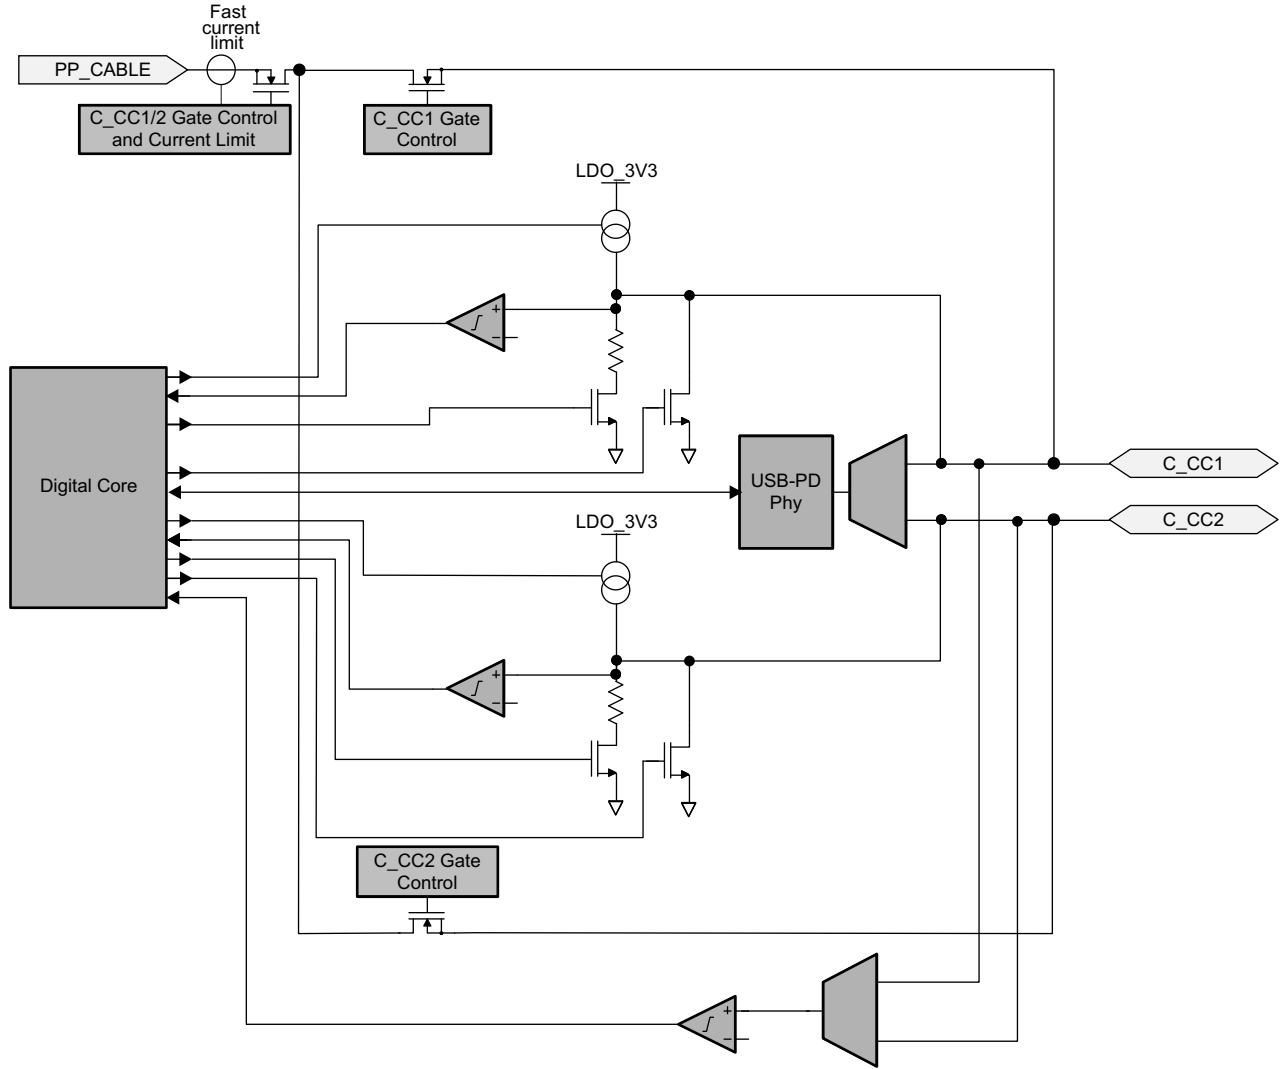 Fast
current
limit
PP_CABLE
C_CC1/2 Gate Control
and Current Limit
C_CC1 Gate
Control
LDO_3V3
+
−
Digital Core
USB-PD
Phy
C_CC1
C_CC2
LDO_3V3
+
−
C_CC2 Gate
Control
+
−